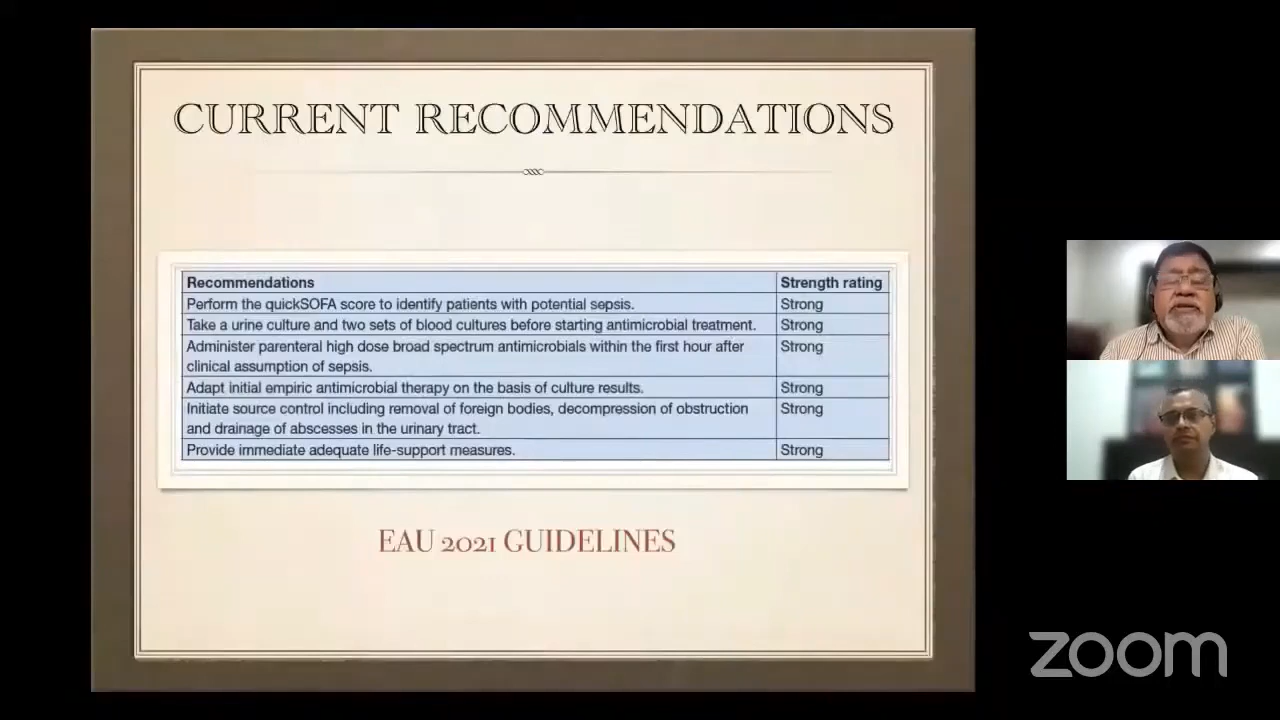 CURRENT RECOMMENDATIONS
Recommendations Strength rating
Perform the quickSOFA score to identify patients with potential sepsis. Strong
Take a urine culture and two sets of blood cultures before starting antimicrobial treatment. Strong
Administer parenteral high dose broad spectrum antimicrobials within the first hour after Strong
clinical assumption of sepsis.
Adapt initial empiric antimicrobial therapy on the basis of culture results. Strong
Initiate source control including removal of foreign bodies, decompression of obstruction Strong
and drainage of abscesses in the urinary tract.
Provide immediate adequate life-support measures. Strong
EAU 2021 GUIDELINES
zoom